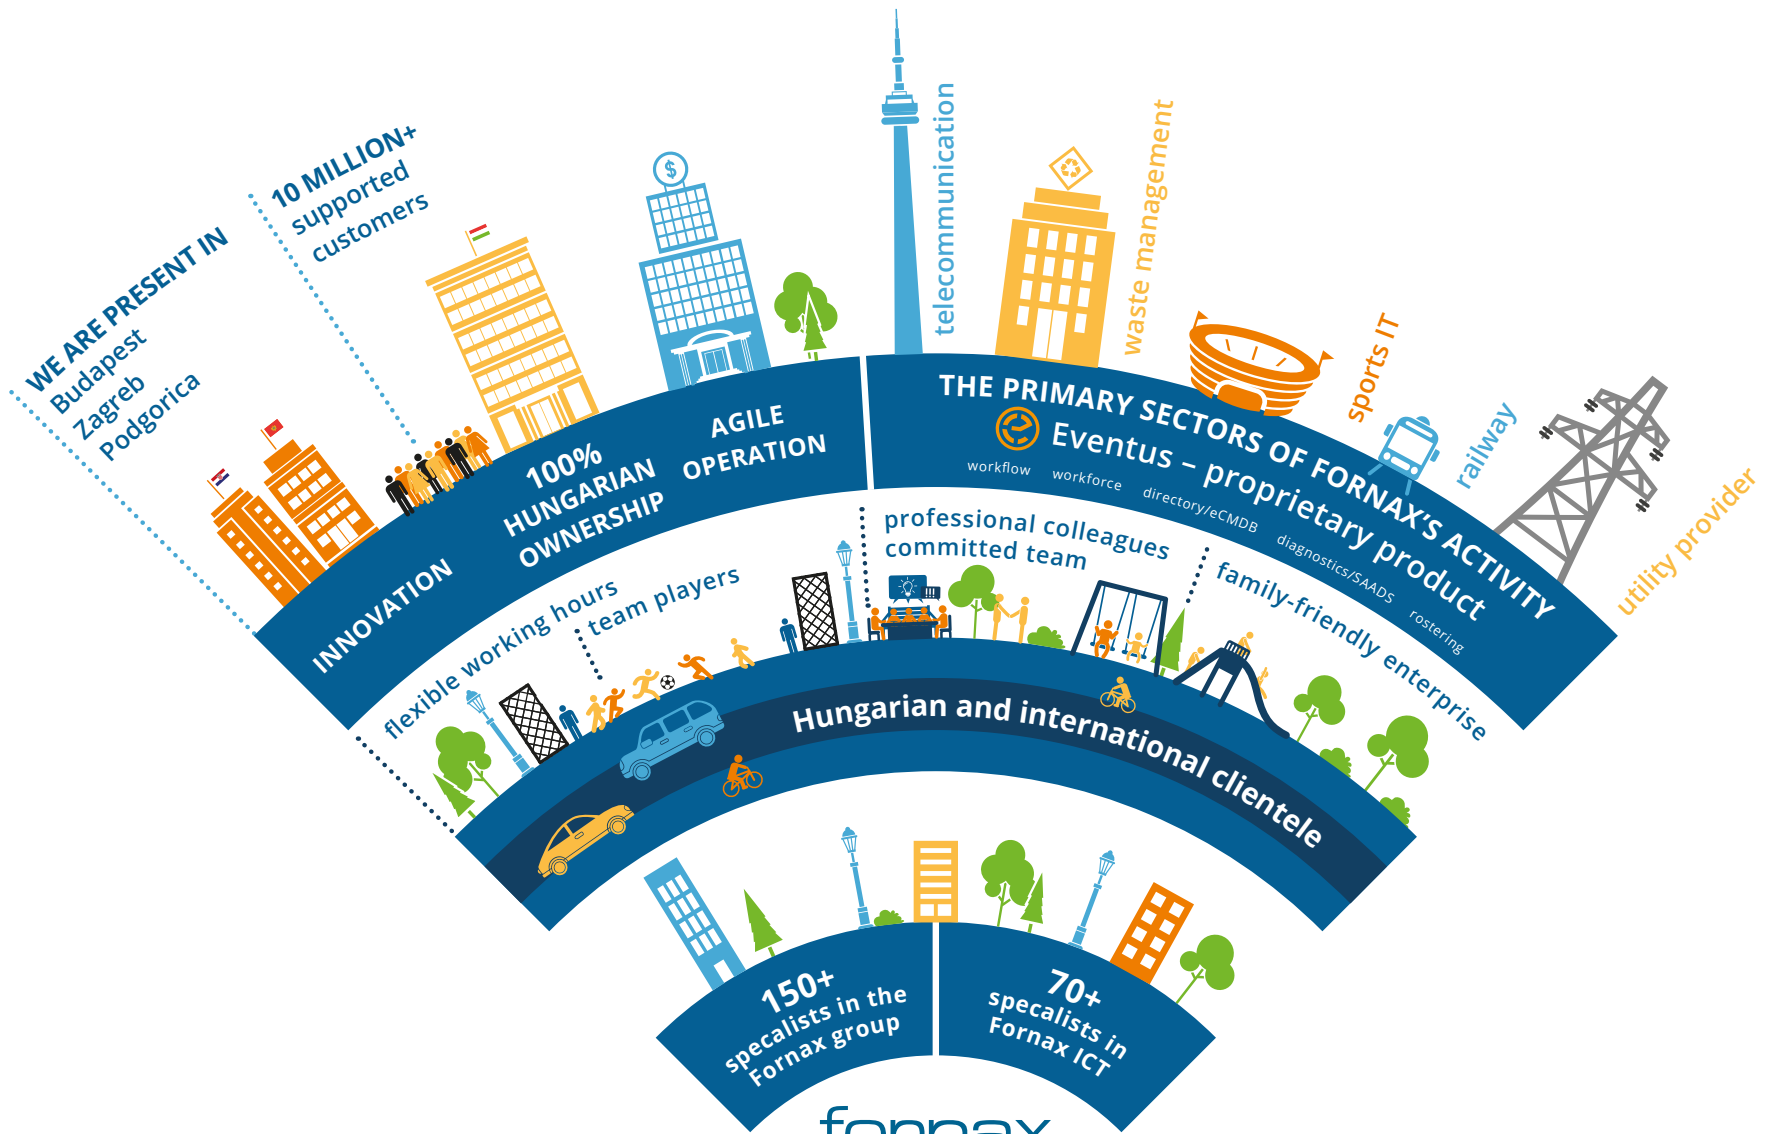 WE ARE PRESENT IN
Budapest
Zagreb
Podgorica
10 MILLION+
supported
customers
$
telecommunication
waste management
sports IT
railway
utility provider
INNOVATION
100%
HUNGARIAN
OWNERSHIP
AGILE
OPERATION
THE PRIMARY SECTORS OF FORNAX'S ACTIVITY
Eventus – proprietary product
workflow workforce directory/eCMDB diagnostics/SAADS rostering
flexible working hours
team players
professional colleagues
committed team
family-friendly enterprise
Hungarian and international clientele
150+
specalists in the
Fornax group
70+
specalists in
Fornax ICT
fornax